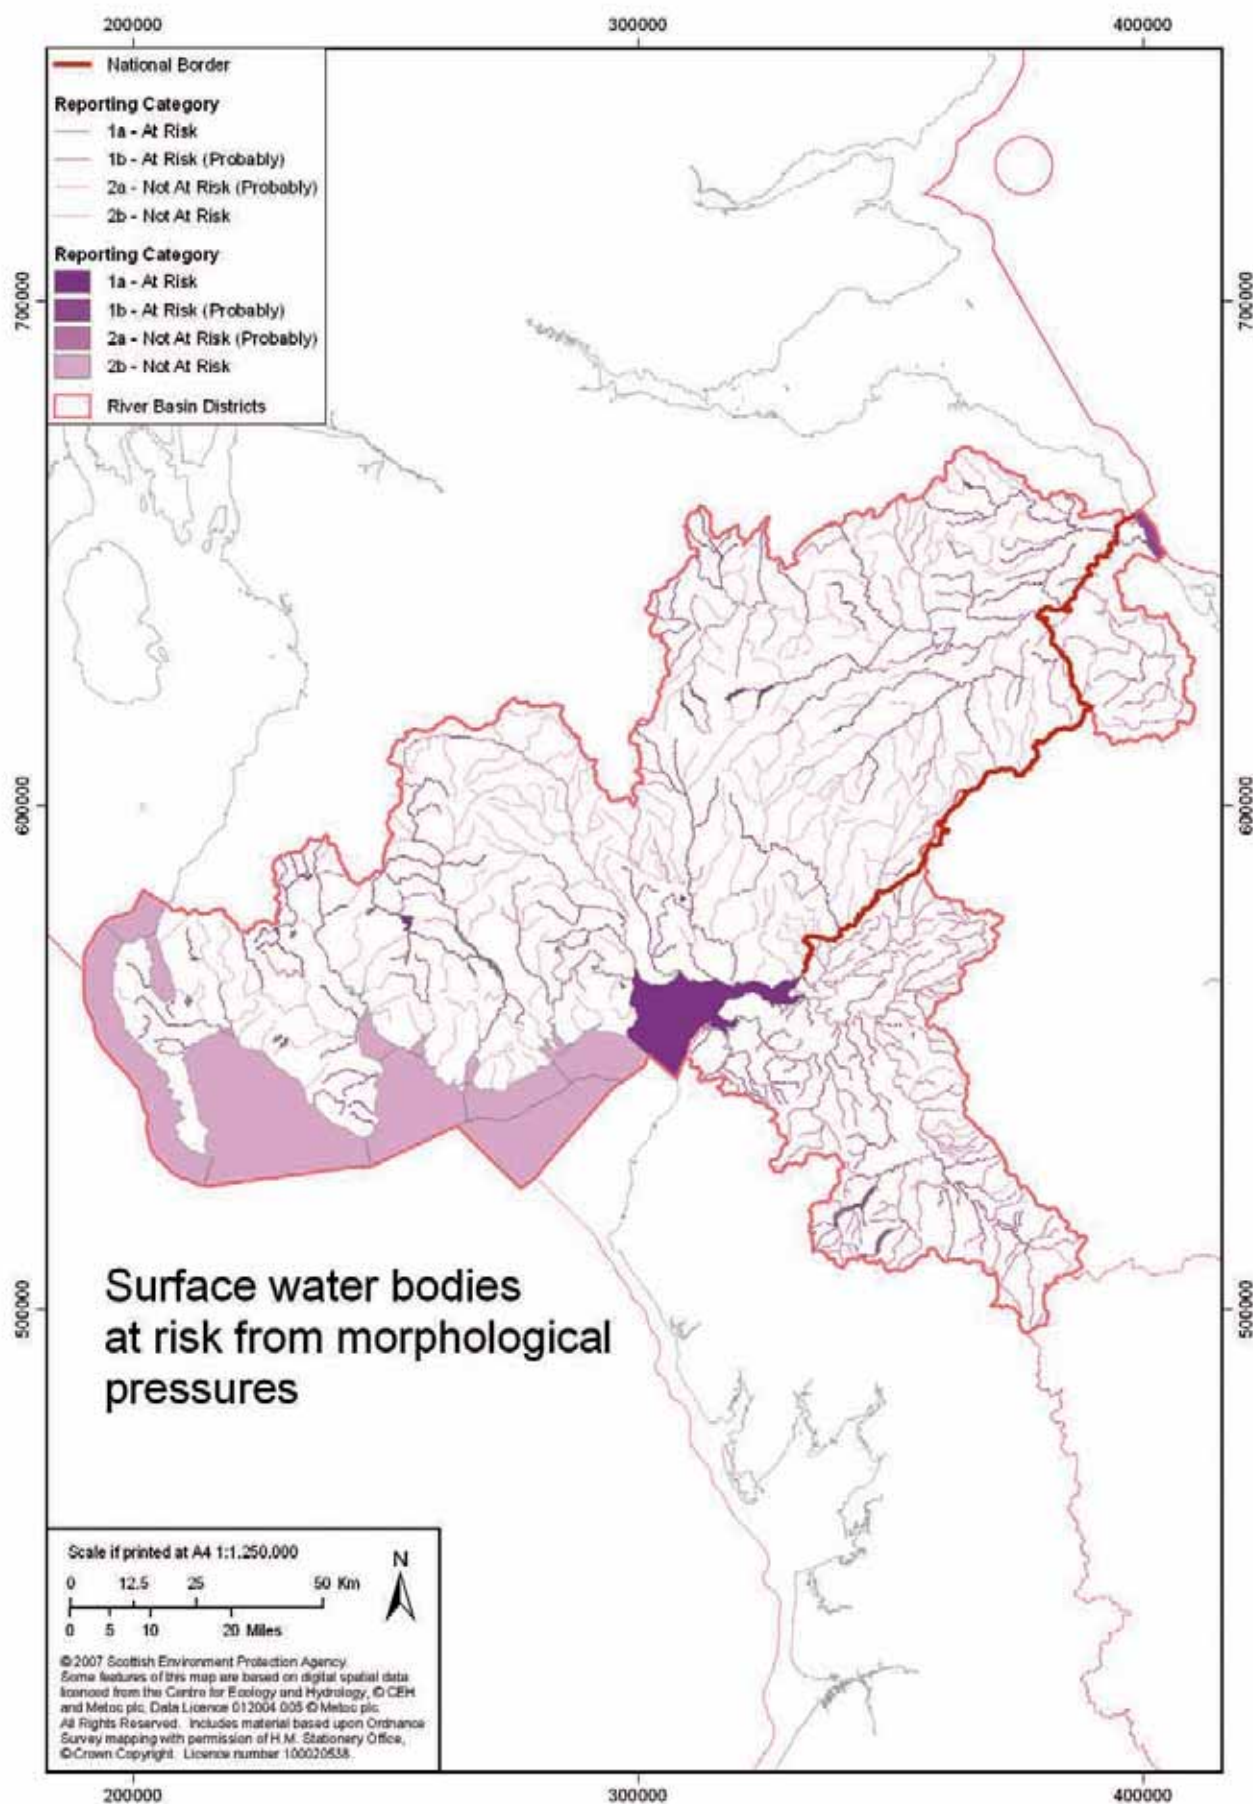 200000 300000 400000
National Border
Reporting Category
1a - At Risk
1b - At Risk (Probably)
2a - Not At Risk (Probably)
2b - Not At Risk
Reporting Category
1a - At Risk
1b - At Risk (Probably)
2a - Not At Risk (Probably)
2b - Not At Risk
River Basin Districts
700000 700000
600000 600000
500000 500000
Surface water bodies
at risk from morphological
pressures
Scale if printed at A4 1:1,250,000
N
0 12.5 25 50 Km
0 5 10 20 Miles
© 2007 Scottish Environment Protection Agency.
Some features of this map are based on digital spatial data
licenced from the Centre for Ecology and Hydrology, © CEH
and Metoc plc, Data Licence 012004.005 © Metoc plc.
All Rights Reserved. Includes material based upon Ordnance
Survey mapping with permission of H.M. Stationery Office,
© Crown Copyright. Licence number 100020538.
200000 300000 400000